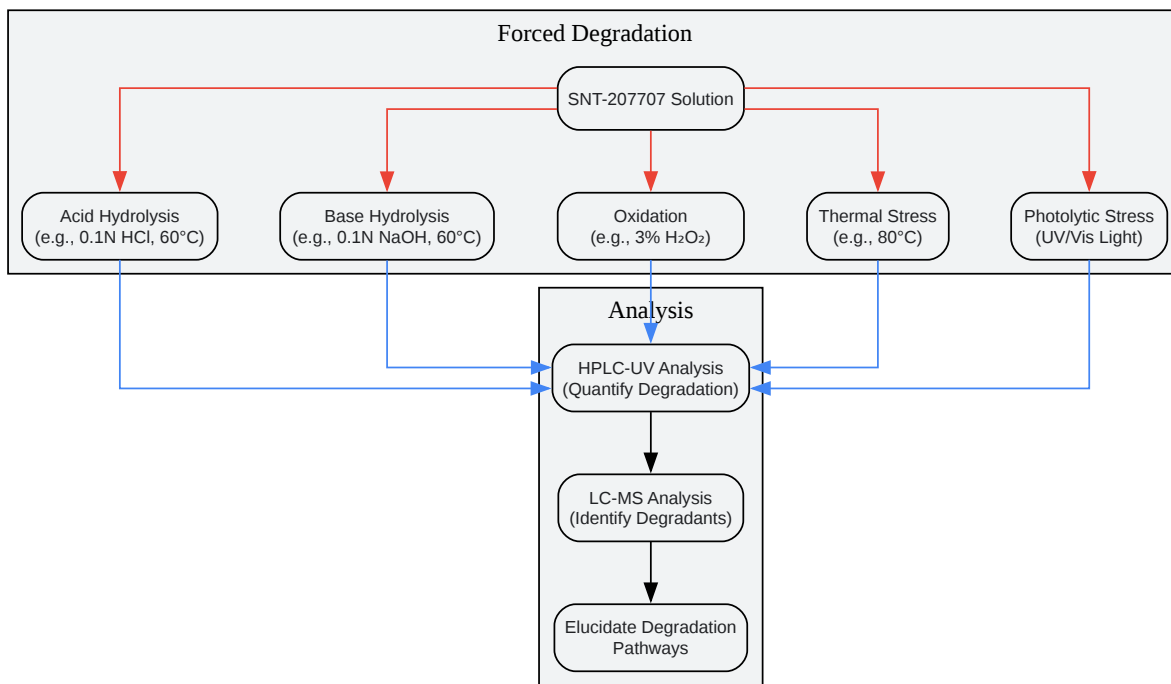 Forced Degradation
SNT-207707 Solution
Acid Hydrolysis
(e.g., 0.1N HCl, 60°C)
Base Hydrolysis
(e.g., 0.1N NaOH, 60°C)
Oxidation
(e.g., 3% H₂O₂)
Thermal Stress
(e.g., 80°C)
Photolytic Stress
(UV/Vis Light)
Analysis
HPLC-UV Analysis
(Quantify Degradation)
LC-MS Analysis
(Identify Degradants)
Elucidate Degradation
Pathways